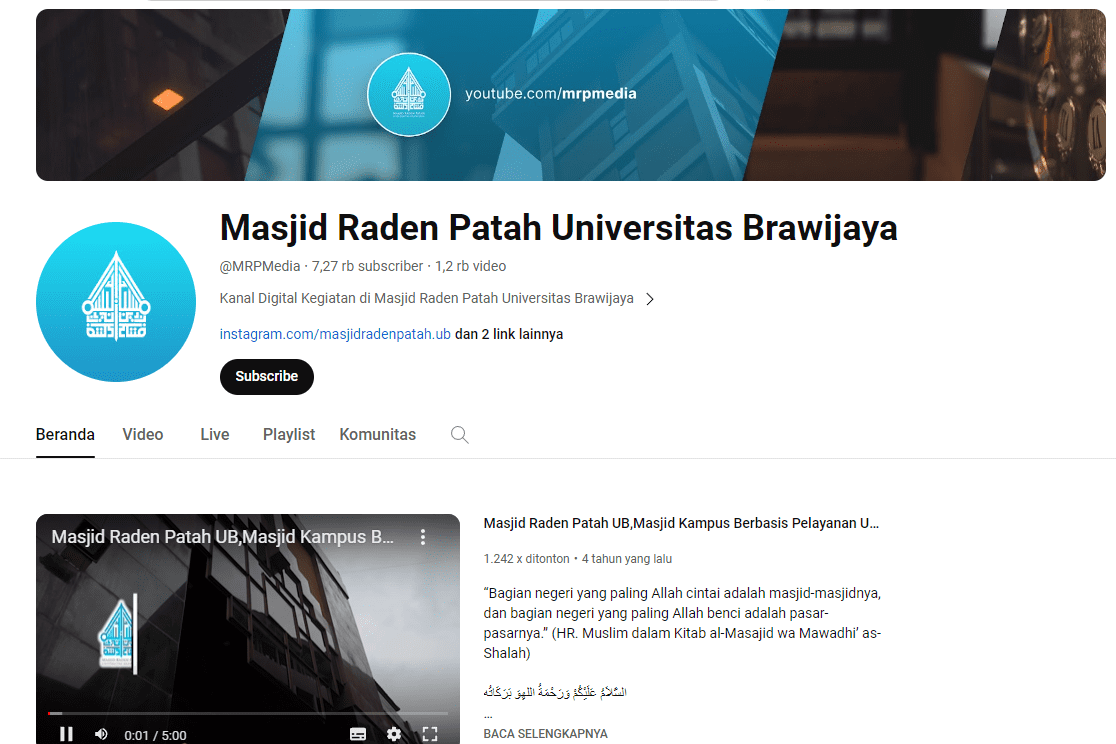 youtube.com/mrpmedia
Masjid Raden Patah Universitas Brawijaya
@MRPMedia · 7,27 rb subscriber · 1,2 rb video
Kanal Digital Kegiatan di Masjid Raden Patah Universitas Brawijaya
instagram.com/masjidradenpatah.ub dan 2 link lainnya
Subscribe
Beranda Video Live Playlist Komunitas
Masjid Raden Patah UB,Masjid Kampus B...
0:01 / 5:00
Masjid Raden Patah UB,Masjid Kampus Berbasis Pelayanan U...
1.242 x ditonton • 4 tahun yang lalu
“Bagian negeri yang paling Allah cintai adalah masjid-masjidnya,
dan bagian negeri yang paling Allah benci adalah pasar-
pasarnya.” (HR. Muslim dalam Kitab al-Masajid wa Mawadhi’ as-
Shalah)
السَّلاَمُ عَلَيْكُمْ وَرَحْمَةُ اللهِوَ بَرَكَاتُهُ
...
BACA SELENGKAPNYA